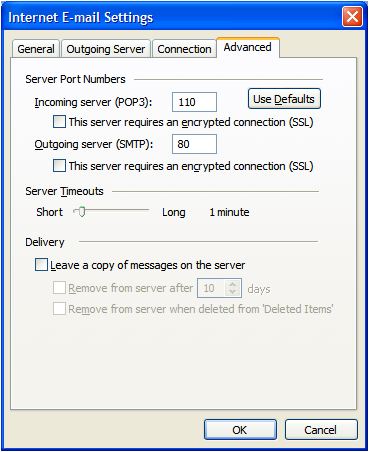 Internet E-mail Settings
General Outgoing Server Connection Advanced
Server Port Numbers
Incoming server (POP3): 110 Use Defaults
This server requires an encrypted connection (SSL)
Outgoing server (SMTP): 80
This server requires an encrypted connection (SSL)
Server Timeouts
Short Long 1 minute
Delivery
Leave a copy of messages on the server
Remove from server after 10 days
Remove from server when deleted from 'Deleted Items'
OK Cancel